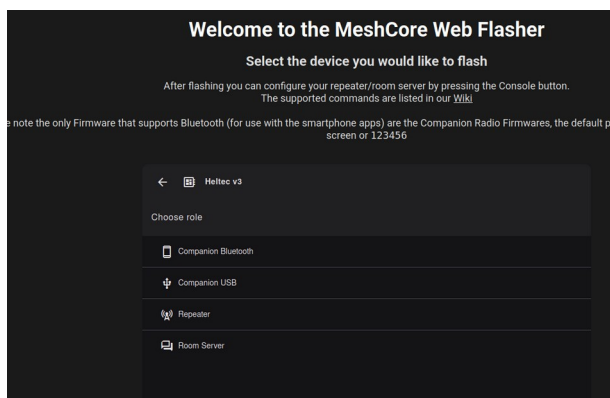 Welcome to the MeshCore Web Flasher
Select the device you would like to flash
After flashing you can configure your repeater/room server by pressing the Console button.
The supported commands are listed in our Wiki
note the only Firmware that supports Bluetooth (for use with the smartphone apps) are the Companion Radio Firmwares, the default
screen or 123456
Heltec v3
Choose role
Companion Bluetooth
Companion USB
Repeater
Room Server